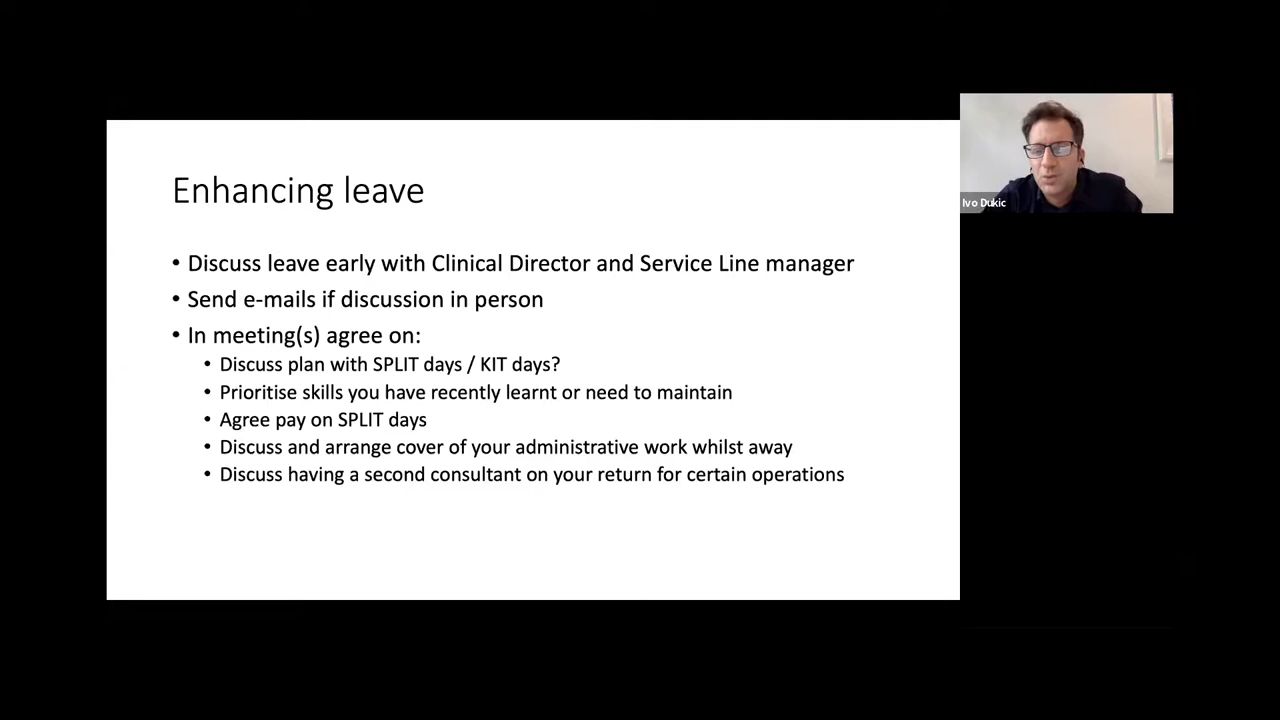 Enhancing leave
• Discuss leave early with Clinical Director and Service Line manager
• Send e-mails if discussion in person
• In meeting(s) agree on:
• Discuss plan with SPLIT days / KIT days?
• Prioritise skills you have recently learnt or need to maintain
• Agree pay on SPLIT days
• Discuss and arrange cover of your administrative work whilst away
• Discuss having a second consultant on your return for certain operations
Ivo Dukic